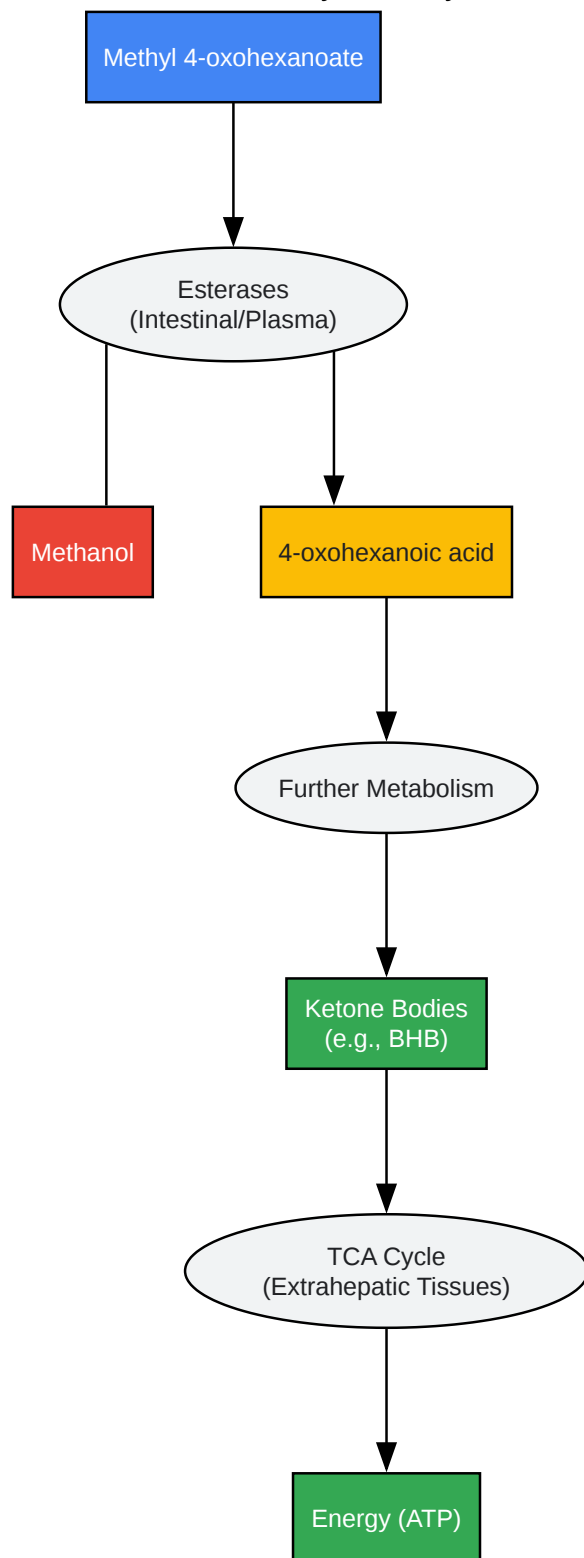 Methyl 4-oxohexanoate
Esterases
(Intestinal/Plasma)
Methanol
4-oxohexanoic acid
Further Metabolism
Ketone Bodies
(e.g., BHB)
TCA Cycle
(Extrahepatic Tissues)
Energy (ATP)